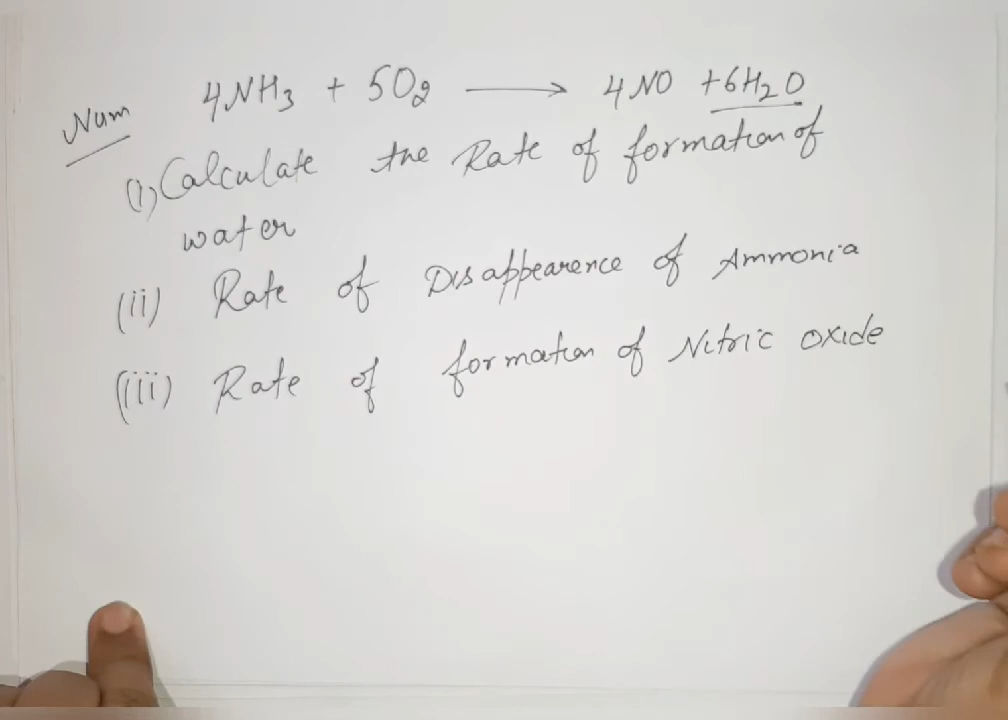 Num 4NH₃ + 5O₂ ⟶ 4NO + 6H₂O
(i) Calculate the Rate of formation of
water
(ii) Rate of Disappearence of Ammonia
(iii) Rate of formation of Nitric oxide